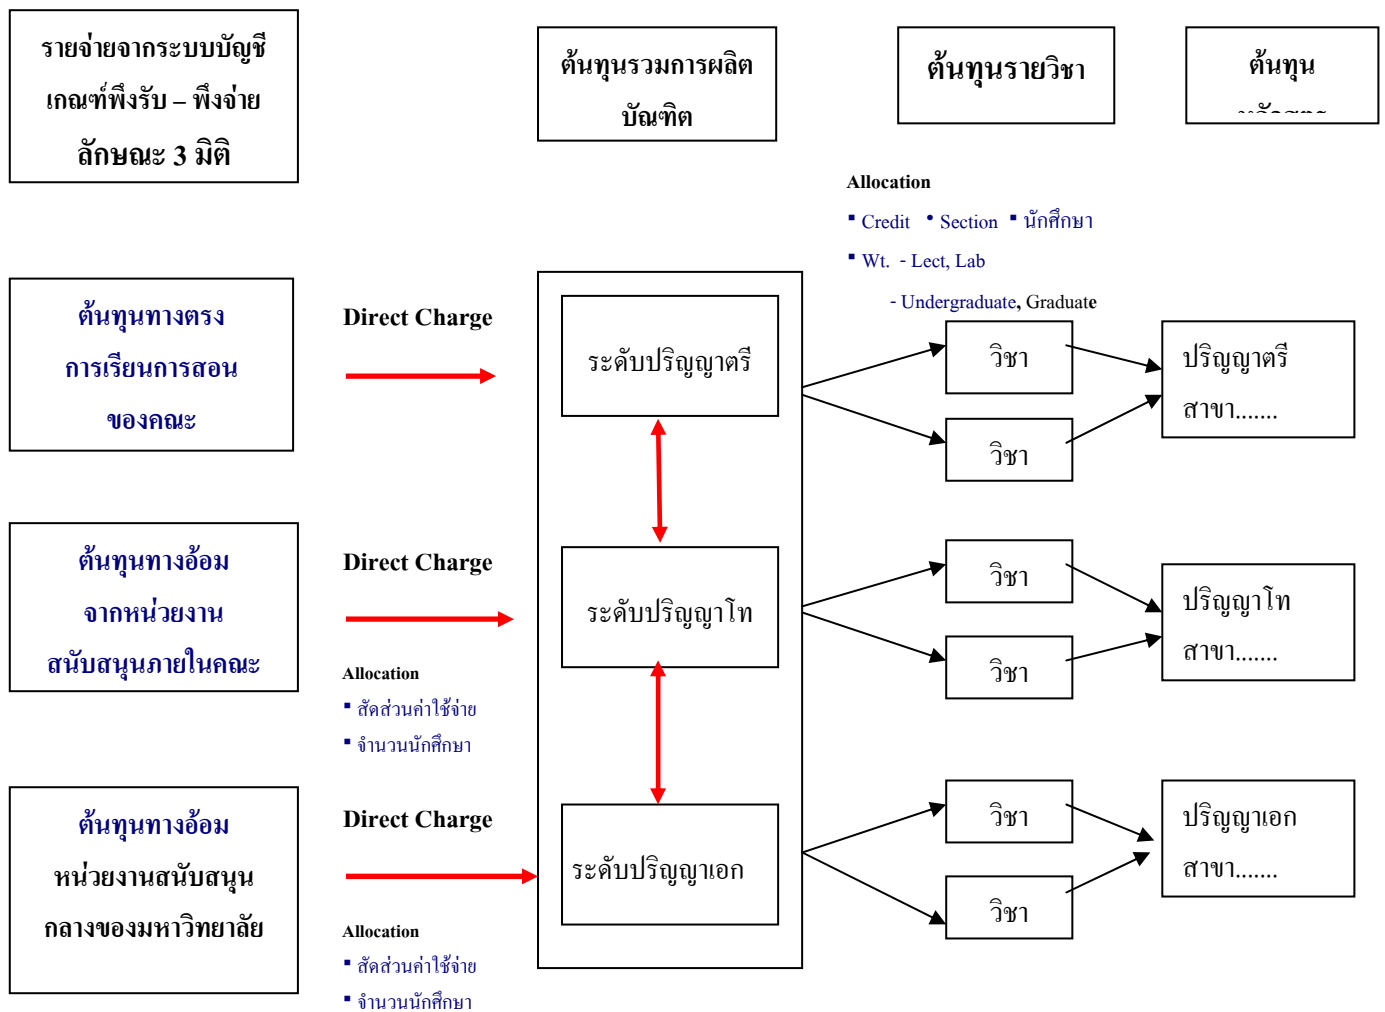 รายจ่ายจากระบบบัญชี
เกณฑ์พึงรับ – พึงจ่าย
ลักษณะ 3 มิติ
ต้นทุนรวมการผลิต
บัณฑิต
ต้นทุนรายวิชา
ต้นทุน
Allocation
▪ Credit • Section ▪ นักศึกษา
▪ Wt. - Lect, Lab
- Undergraduate, Graduate
ต้นทุนทางตรง
การเรียนการสอน
ของคณะ
Direct Charge
ระดับปริญญาตรี
วิชา
วิชา
ปริญญาตรี
สาขา.......
ต้นทุนทางอ้อม
จากหน่วยงาน
สนับสนุนภายในคณะ
Direct Charge
Allocation
▪ สัดส่วนค่าใช้จ่าย
▪ จำนวนนักศึกษา
ระดับปริญญาโท
วิชา
วิชา
ปริญญาโท
สาขา.......
ต้นทุนทางอ้อม
หน่วยงานสนับสนุน
กลางของมหาวิทยาลัย
Direct Charge
Allocation
▪ สัดส่วนค่าใช้จ่าย
▪ จำนวนนักศึกษา
ระดับปริญญาเอก
วิชา
วิชา
ปริญญาเอก
สาขา.......